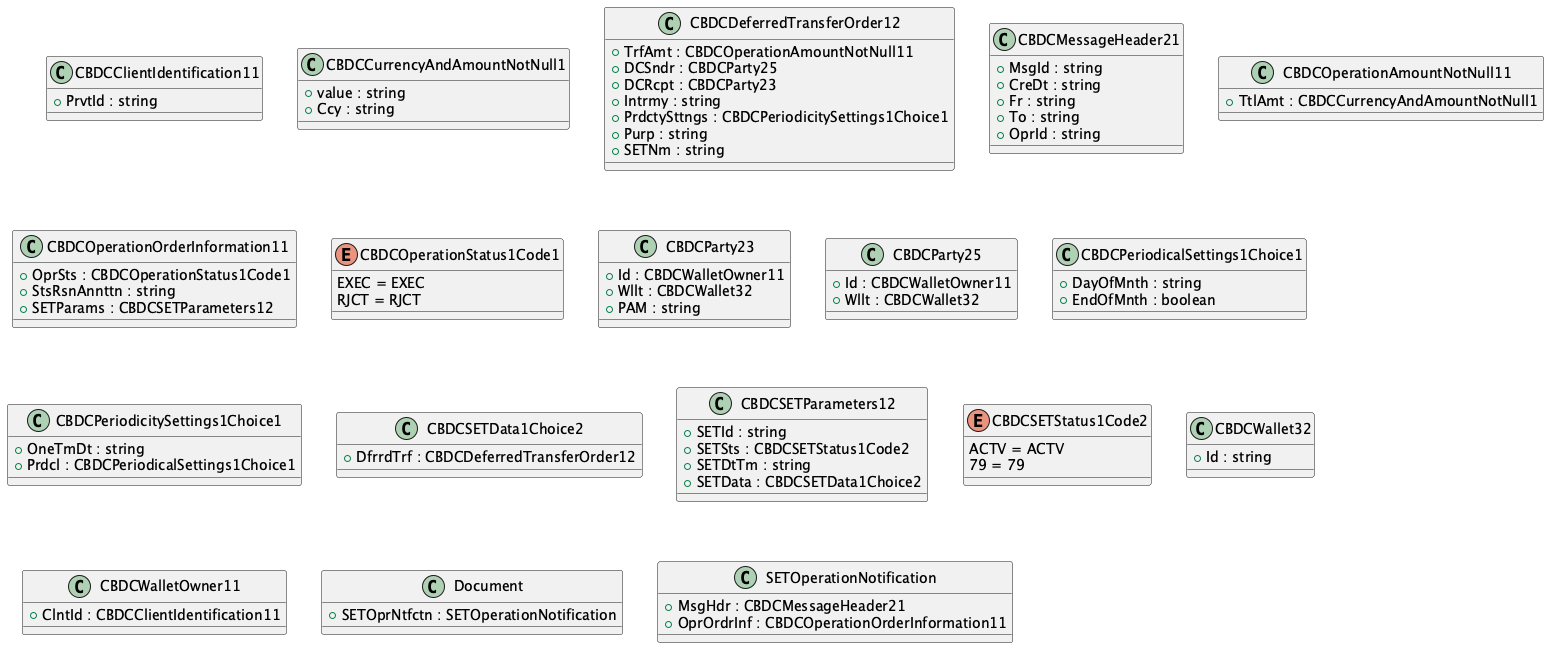 C CBDCClientIdentification11
PrvtId : string
C CBDCCurrencyAndAmountNotNull1
value : string
Ccy : string
C CBDCDeferredTransferOrder12
TrfAmt : CBDCOperationAmountNotNull11
DCSndr : CBDCParty25
DCRcpt : CBDCParty23
Intrmy : string
PrdctySttngs : CBDCPeriodicitySettings1Choice1
Purp : string
SETNm : string
C CBDCMessageHeader21
MsgId : string
CreDt : string
Fr : string
To : string
OprId : string
C CBDCOperationAmountNotNull11
TtlAmt : CBDCCurrencyAndAmountNotNull1
C CBDCOperationOrderInformation11
OprSts : CBDCOperationStatus1Code1
StsRsnAnnttn : string
SETParams : CBDCSETParameters12
E CBDCOperationStatus1Code1
EXEC = EXEC
RJCT = RJCT
C CBDCParty23
Id : CBDCWalletOwner11
Wllt : CBDCWallet32
PAM : string
C CBDCParty25
Id : CBDCWalletOwner11
Wllt : CBDCWallet32
C CBDCPeriodicalSettings1Choice1
DayOfMnth : string
EndOfMnth : boolean
C CBDCPeriodicitySettings1Choice1
OneTmDt : string
Prdcl : CBDCPeriodicalSettings1Choice1
C CBDCSETData1Choice2
DfrrdTrf : CBDCDeferredTransferOrder12
C CBDCSETParameters12
SETId : string
SETSts : CBDCSETStatus1Code2
SETDtTm : string
SETData : CBDCSETData1Choice2
E CBDCSETStatus1Code2
ACTV = ACTV
79 = 79
C CBDCWallet32
Id : string
C CBDCWalletOwner11
ClntId : CBDCClientIdentification11
C Document
SETOprNtfctn : SETOperationNotification
C SETOperationNotification
MsgHdr : CBDCMessageHeader21
OprOrdrInf : CBDCOperationOrderInformation11